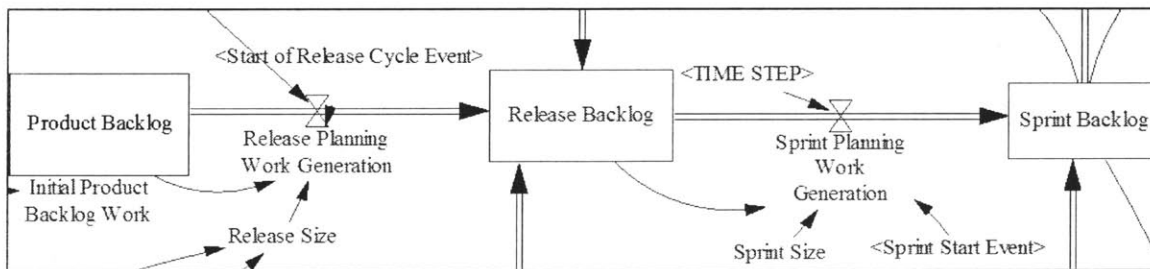 <Start of Release Cycle Event>
<TIME STEP>
Product Backlog
Release Backlog
Sprint Backlog
Release Planning
Work Generation
Sprint Planning
Work
Generation
Initial Product
Backlog Work
Release Size
Sprint Size
<Sprint Start Event>